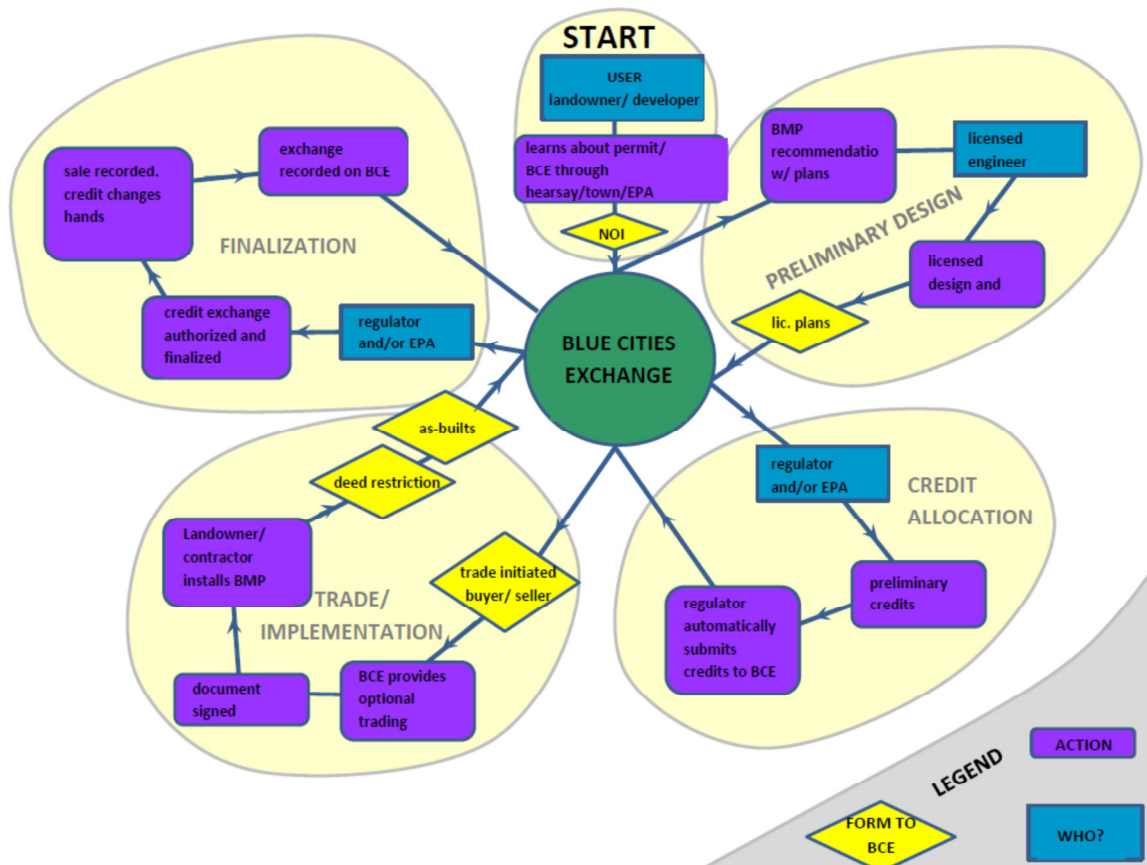 START
USER
landowner/ developer
learns about permit/
BCE through
hearsay/town/EPA
NOI
BMP
recommendatio
w/ plans
licensed
engineer
PRELIMINARY DESIGN
licensed
design and
lic. plans
BLUE CITIES
EXCHANGE
regulator
and/or EPA
CREDIT
ALLOCATION
preliminary
credits
regulator
automatically
submits
credits to BCE
trade initiated
buyer/ seller
BCE provides
optional
trading
document
signed
Landowner/
contractor
installs BMP
TRADE/
IMPLEMENTATION
deed restriction
as-builts
regulator
and/or EPA
credit exchange
authorized and
finalized
sale recorded.
credit changes
hands
exchange
recorded on BCE
FINALIZATION
LEGEND
ACTION
FORM TO
BCE
WHO?